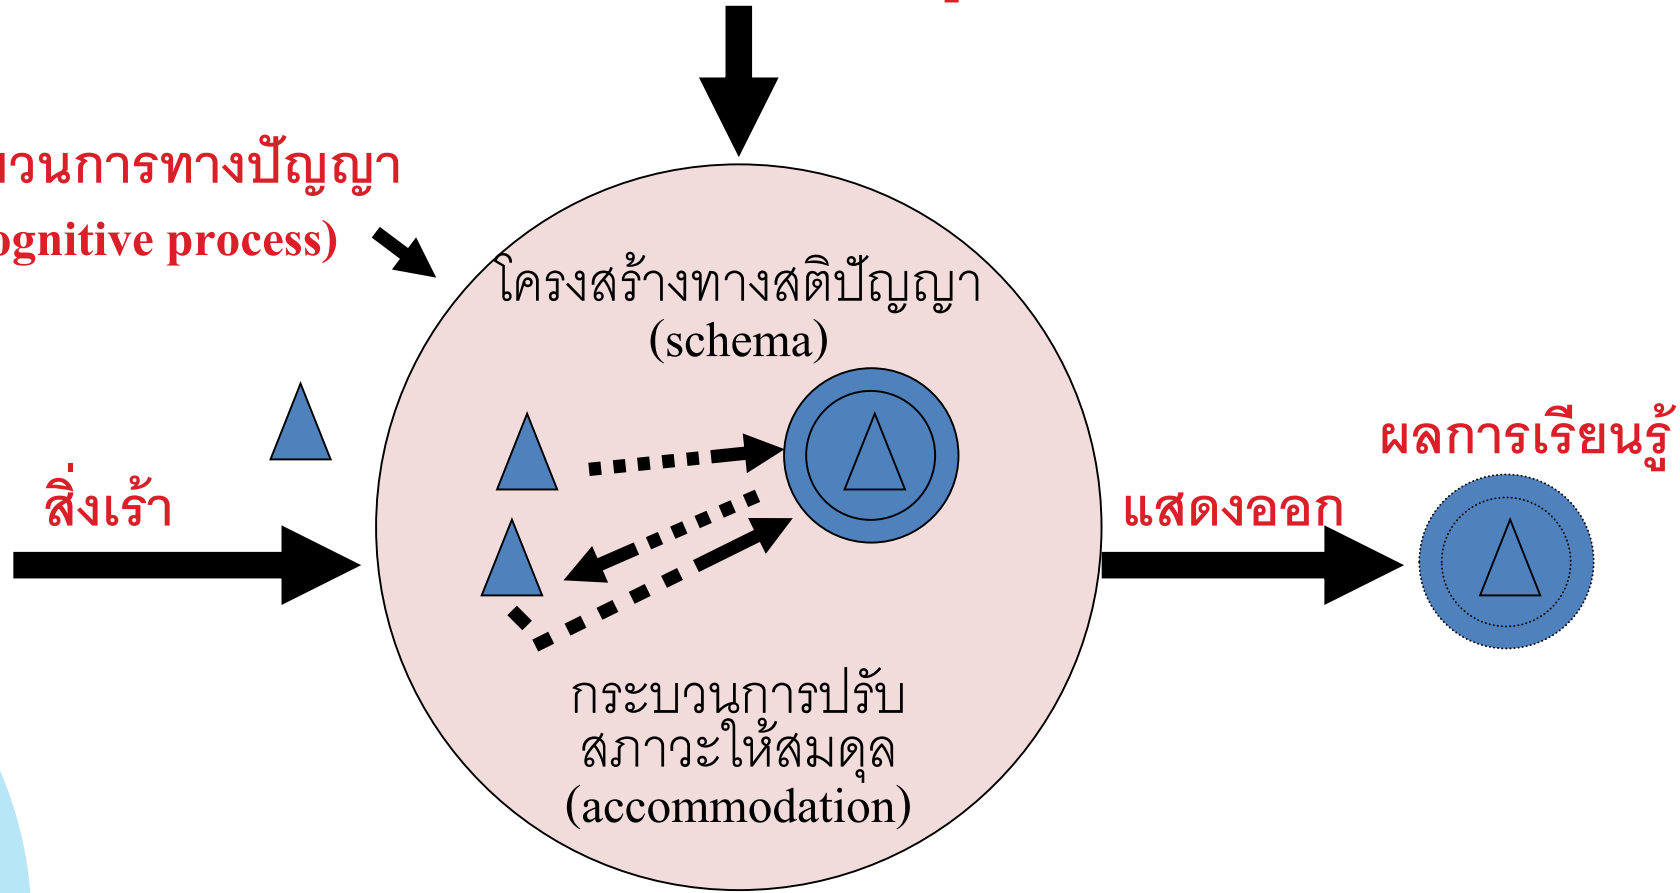 วนการทางปัญญา
ognitive process)
โครงสร้างทางสติปัญญา
(schema)
สิ่งเร้า
ผลการเรียนรู้
แสดงออก
กระบวนการปรับ
สภาวะให้สมดุล
(accommodation)